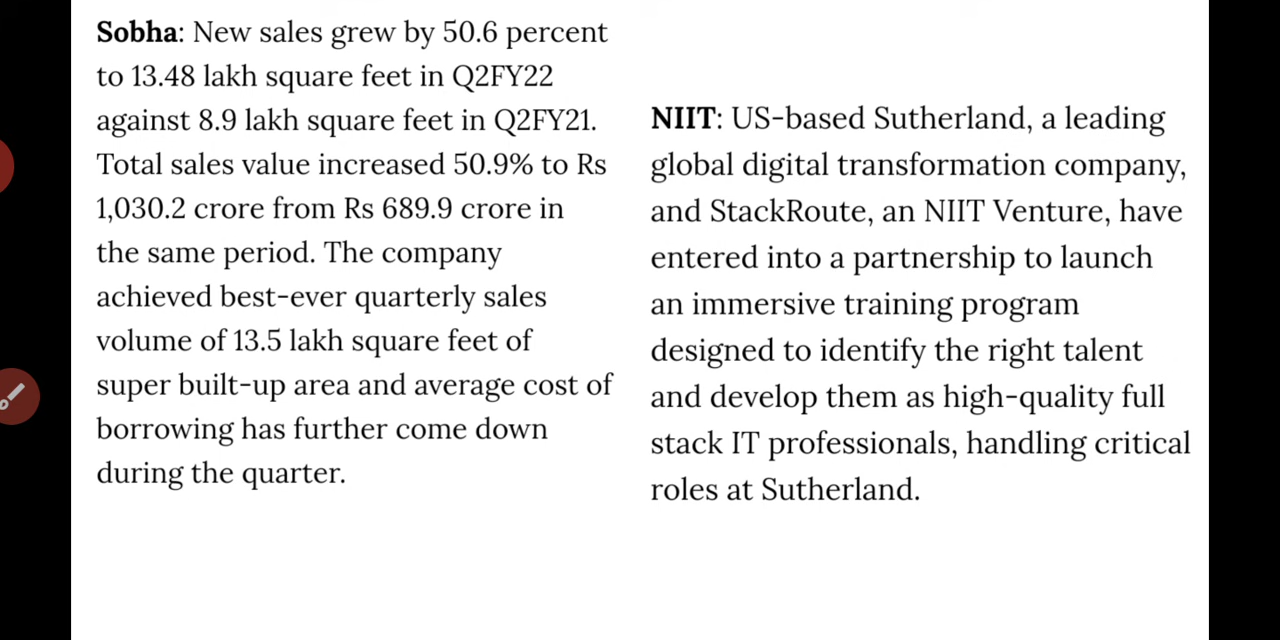 Sobha: New sales grew by 50.6 percent
to 13.48 lakh square feet in Q2FY22
against 8.9 lakh square feet in Q2FY21.
Total sales value increased 50.9% to Rs
1,030.2 crore from Rs 689.9 crore in
the same period. The company
achieved best-ever quarterly sales
volume of 13.5 lakh square feet of
super built-up area and average cost of
borrowing has further come down
during the quarter.
NIIT: US-based Sutherland, a leading
global digital transformation company,
and StackRoute, an NIIT Venture, have
entered into a partnership to launch
an immersive training program
designed to identify the right talent
and develop them as high-quality full
stack IT professionals, handling critical
roles at Sutherland.